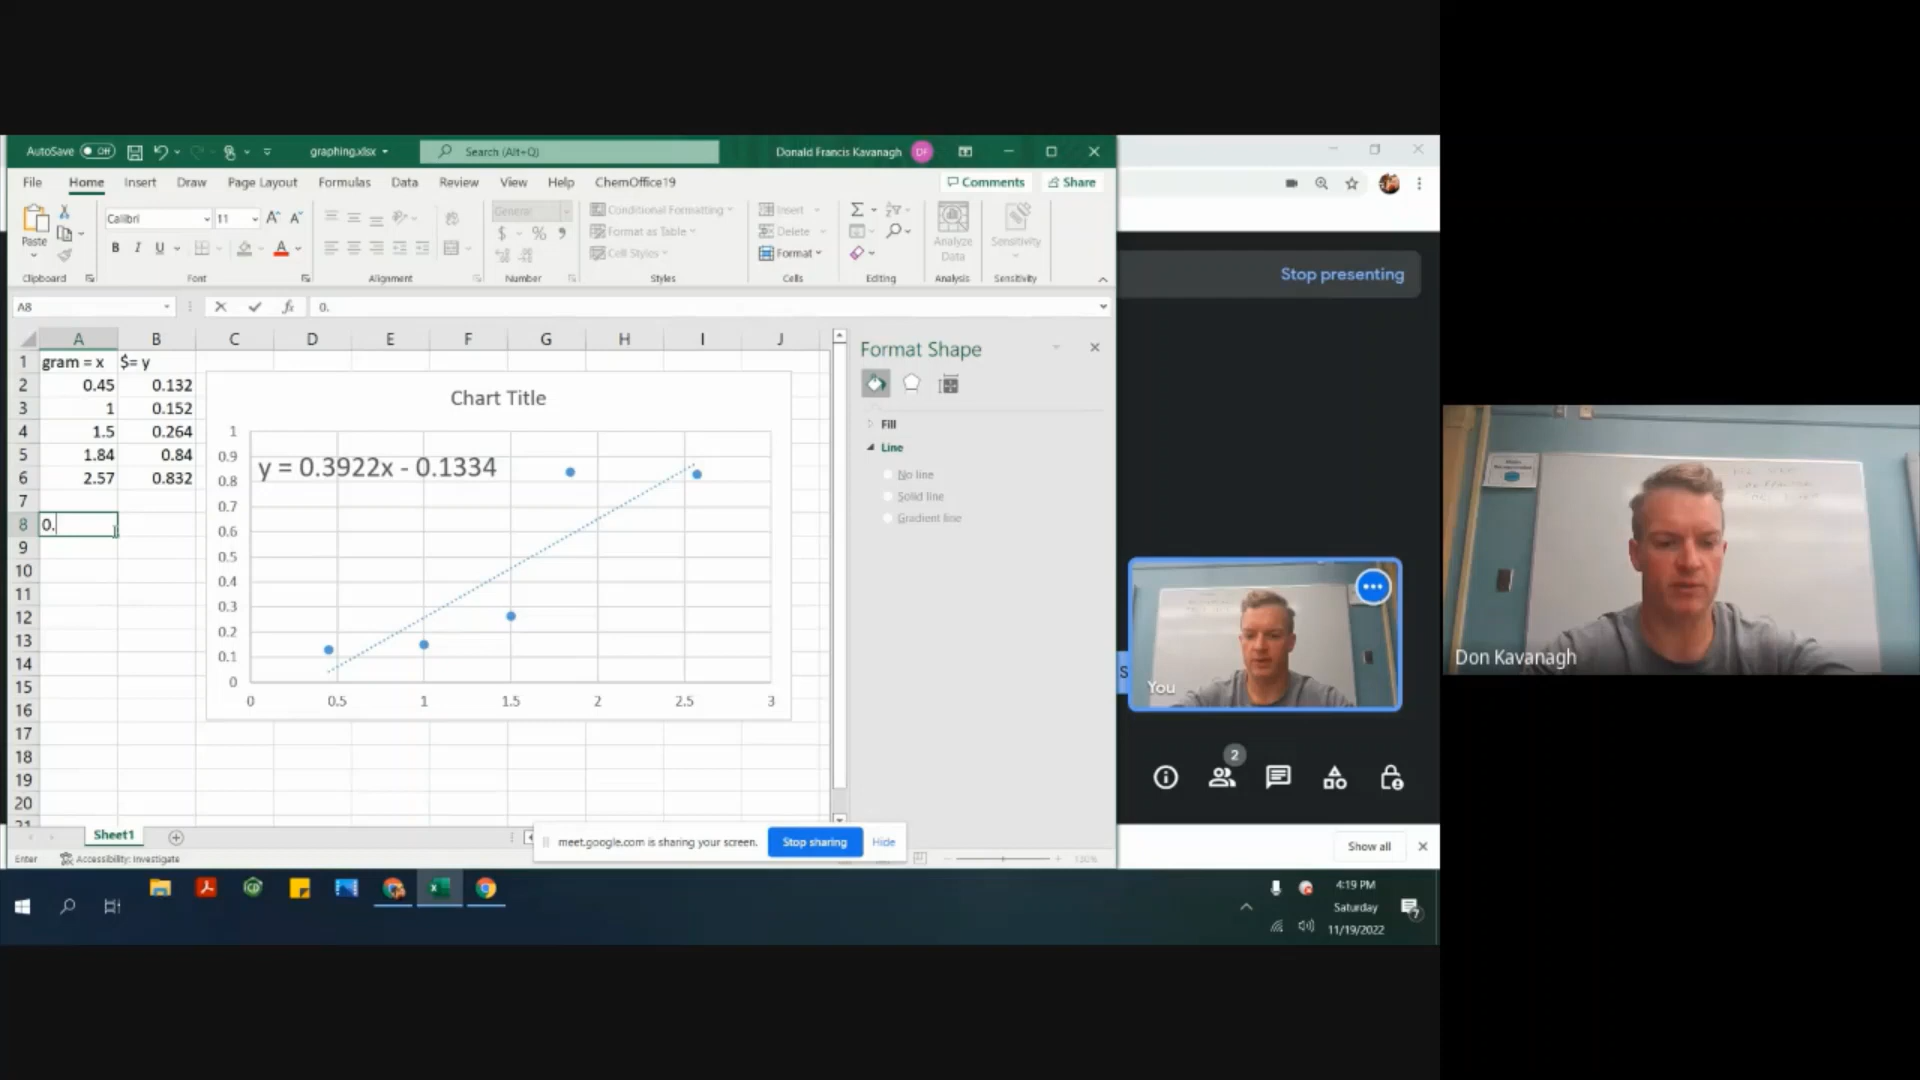 AutoSave Off graphing.xlsx Search (Alt+Q) Donald Francis Kavanagh DF
File Home Insert Draw Page Layout Formulas Data Review View Help ChemOffice19 Comments Share
Paste Calibri 11 General Conditional Formatting Insert
B I U $ % Format as Table Delete Analyze Data Sensitivity
Cell Styles Format
Clipboard Font Alignment Number Styles Cells Editing Analysis Sensitivity
Stop presenting
A8 fx 0.
A B C D E F G H I J
1 gram = x $= y
2 0.45 0.132
3 1 0.152
4 1.5 0.264
5 1.84 0.84
6 2.57 0.832
7
8 0.
9
10
11
12
13
14
15
16
17
18
19
20
21
Chart Title
y = 0.3922x - 0.1334
1
0.9
0.8
0.7
0.6
0.5
0.4
0.3
0.2
0.1
0
0 0.5 1 1.5 2 2.5 3
Format Shape
Fill
Line
No line
Solid line
Gradient line
You
S
2
Don Kavanagh
Sheet1
meet.google.com is sharing your screen. Stop sharing Hide
Show all
Enter Accessibility: Investigate 130%
4:19 PM
Saturday
11/19/2022
7